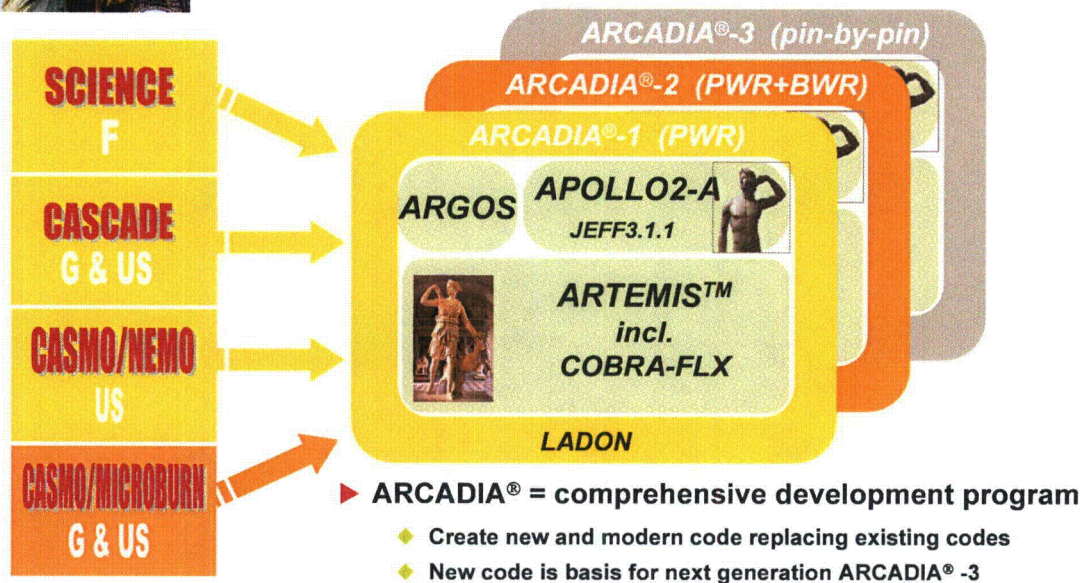 SCIENCE
F
CASCADE
G & US
CASMO/NEMO
US
CASMO/MICROBURN
G & US
ARCADIA®-3 (pin-by-pin)
ARCADIA®-2 (PWR+BWR)
ARCADIA®-1 (PWR)
ARGOS
APOLLO2-A
JEFF3.1.1
ARTEMIS™
incl.
COBRA-FLX
LADON
ARCADIA® = comprehensive development program
Create new and modern code replacing existing codes
New code is basis for next generation ARCADIA® -3